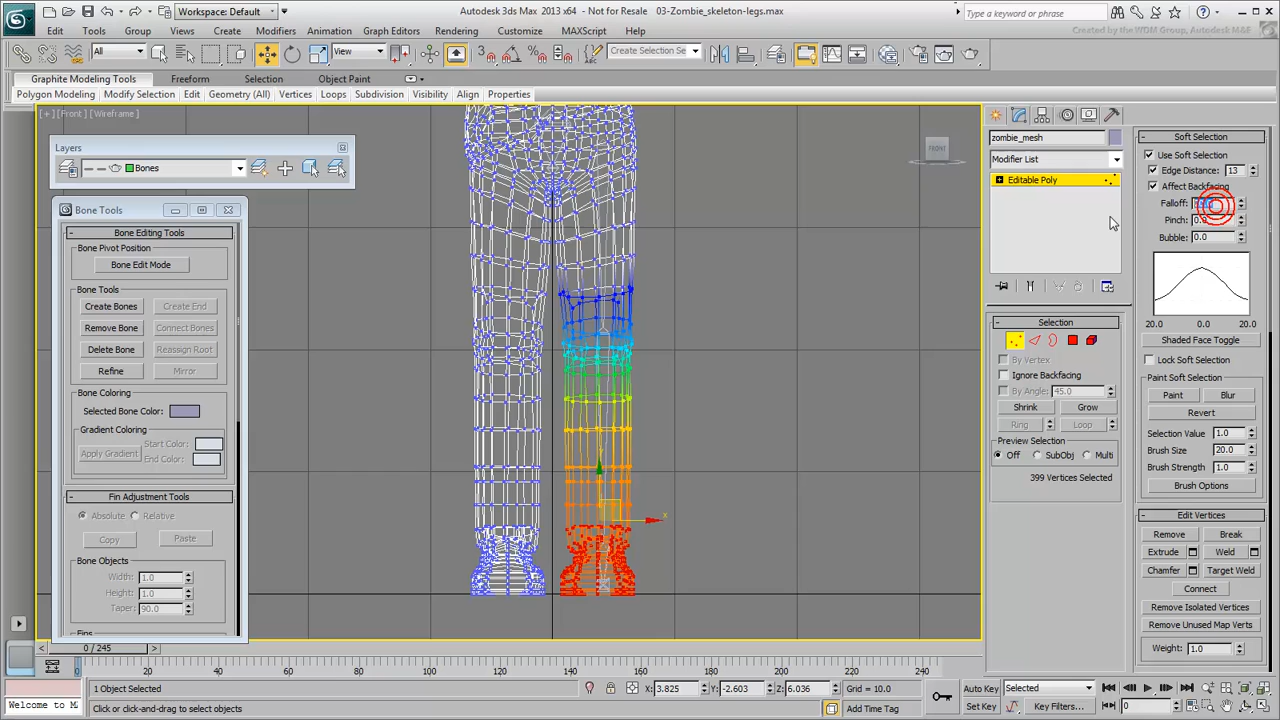 Workspace: Default
Autodesk 3ds Max 2013 x64 - Not for Resale 03-Zombie_skeleton-legs.max
Type a keyword or phrase
Created by the WDM Group, Autodesk M&E
Edit Tools Group Views Create Modifiers Animation Graph Editors Rendering Customize MAXScript Help
All View Create Selection Se
Graphite Modeling Tools Freeform Selection Object Paint
Polygon Modeling Modify Selection Edit Geometry (All) Vertices Loops Subdivision Visibility Align Properties
[+] [Front] [Wireframe]
Layers
Bones
Bone Tools
Bone Editing Tools
Bone Pivot Position
Bone Edit Mode
Bone Tools
Create Bones Create End
Remove Bone Connect Bones
Delete Bone Reassign Root
Refine Mirror
Bone Coloring
Selected Bone Color:
Gradient Coloring
Apply Gradient Start Color:
End Color:
Fin Adjustment Tools
Absolute Relative
Copy Paste
Bone Objects
Width: 1.0
Height: 1.0
Taper: 90.0
Fins
FRONT
x
zombie_mesh
Modifier List
Editable Poly
Selection
By Vertex
Ignore Backfacing
By Angle: 45.0
Shrink Grow
Ring Loop
Preview Selection
Off SubObj Multi
399 Vertices Selected
Soft Selection
Use Soft Selection
Edge Distance: 13
Affect Backfacing
Falloff:
Pinch: 0.0
Bubble: 0.0
20.0 0.0 20.0
Shaded Face Toggle
Lock Soft Selection
Paint Soft Selection
Paint Blur
Revert
Selection Value 1.0
Brush Size 20.0
Brush Strength 1.0
Brush Options
Edit Vertices
Remove Break
Extrude Weld
Chamfer Target Weld
Connect
Remove Isolated Vertices
Remove Unused Map Verts
Weight: 1.0
0 / 245
0 20 40 60 80 100 120 140 160 180 200 220 240
1 Object Selected X: 3.825 Y: -2.603 Z: 6.036 Grid = 10.0 Auto Key Selected
Welcome to M Click or click-and-drag to select objects Add Time Tag Set Key Key Filters... 0